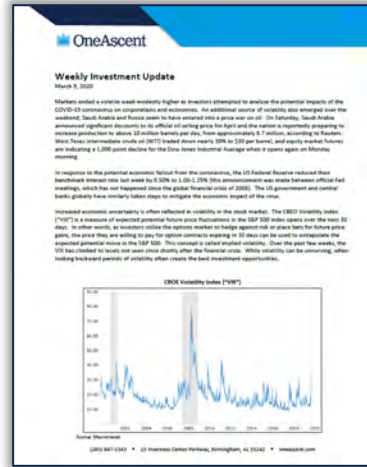 OneAscent
Weekly Investment Update
March 9, 2020
Markets ended a volatile week modestly higher as investors attempted to analyze the potential impacts of the
COVID-19 coronavirus on corporations and economies. An additional source of volatility also emerged over the
weekend; Saudi Arabia and Russia seem to have entered into a price war on oil. On Saturday, Saudi Arabia
announced significant discounts to its official oil selling price for April and the nation is reportedly preparing to
increase production to above 10 million barrels per day, from approximately 9.7 million, according to Reuters.
West Texas Intermediate crude oil (WTI) traded down nearly 30% to $30 per barrel, and equity market futures
are indicating a 1,000 point decline for the Dow Jones Industrial Average when it opens again on Monday
morning.
In response to the potential economic fallout from the coronavirus, the US Federal Reserve reduced their
benchmark interest rate last week by 0.50% to 1.00-1.25% (this announcement was made between official Fed
meetings, which has not happened since the global financial crisis of 2008). The US government and central
banks globally have similarly taken steps to mitigate the economic impact of the virus.
Increased economic uncertainty is often reflected in volatility in the stock market. The CBEO Volatility Index
("VIX") is a measure of expected potential future price fluctuations in the S&P 500 index opens over the next 30
days. In other words, as investors utilize the options market to hedge against risk or place bets for future price
gains, the price they are willing to pay for option contracts expiring in 30 days can be used to extrapolate the
expected potential move in the S&P 500. This concept is called implied volatility. Over the past few weeks, the
VIX has climbed to levels not seen since shortly after the financial crisis. While volatility can be unnerving, when
looking backward periods of volatility often create the best investment opportunities.
CBOE Volatility Index ("VIX")
Source:
(205) 847-1343 • 23 Inverness Center Parkway, Birmingham, AL 35242 • oneascent.com